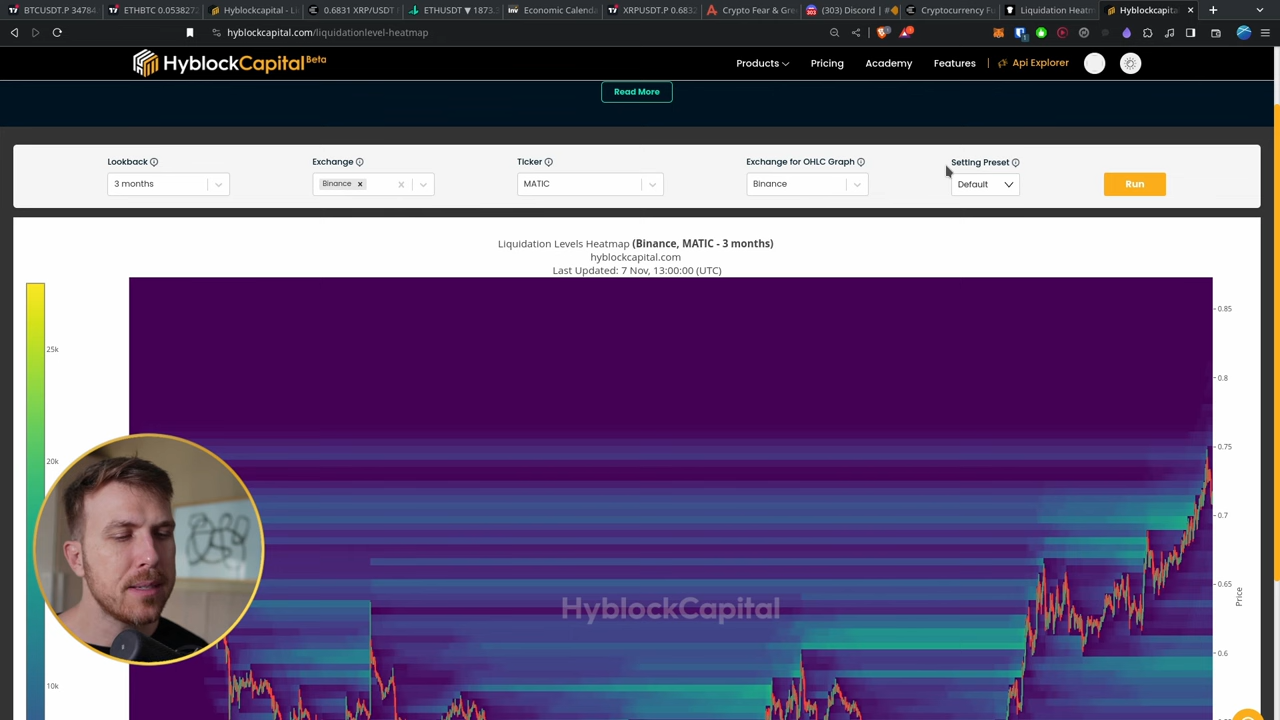 BTCUSDT.P 34784
ETHBTC 0.053827
Hyblockcapital - Li
0.6831 XRP/USDT
ETHUSDT ▼ 1873.
Economic Calenda
XRPUSDT.P 0.6832
Crypto Fear & Gre
(303) Discord |
Cryptocurrency Fu
Liquidation Heatm
Hyblockcapita
hyblockcapital.com/liquidationlevel-heatmap
HyblockCapital Beta
Products
Pricing
Academy
Features
Api Explorer
Read More
Lookback
Exchange
Ticker
Exchange for OHLC Graph
Setting Preset
3 months
Binance x
MATIC
Binance
Default
Run
Liquidation Levels Heatmap (Binance, MATIC - 3 months)
hyblockcapital.com
Last Updated: 7 Nov, 13:00:00 (UTC)
25k
20k
10k
0.85
0.8
0.75
0.7
0.65
0.6
Price
HyblockCapital